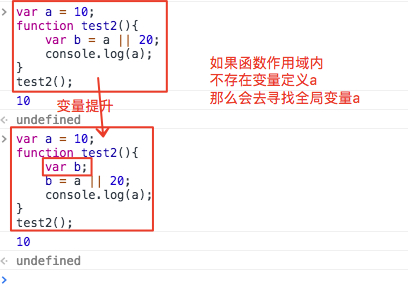 var a = 10;
function test2(){
var b = a || 20;
console.log(a);
}
test2();
如果函数作用域内
不存在变量定义a
那么会去寻找全局变量a
10
变量提升
undefined
var a = 10;
function test2(){
var b;
b = a || 20;
console.log(a);
}
test2();
10
undefined